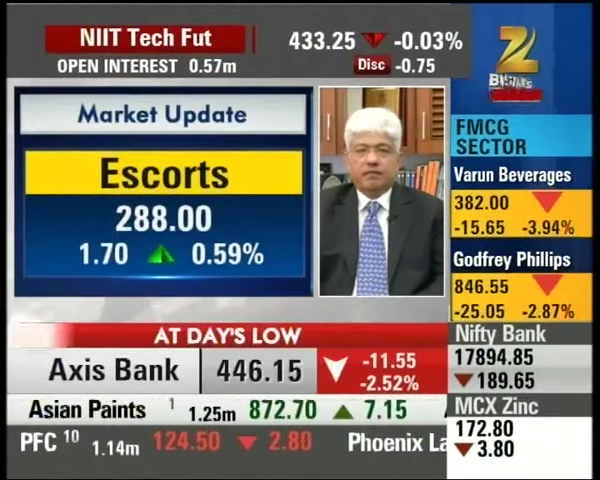 NIIT Tech Fut
433.25 -0.03%
OPEN INTEREST 0.57m
Disc -0.75
Market Update
Escorts
288.00
1.70 0.59%
FMCG
SECTOR
Varun Beverages
382.00
-15.65 -3.94%
Godfrey Phillips
846.55
-25.05 -2.87%
AT DAY'S LOW
Axis Bank 446.15 -11.55
-2.52%
Nifty Bank
17894.85
189.65
MCX Zinc
172.80
3.80
Asian Paints 1 1.25m 872.70 7.15
PFC 10 1.14m 124.50 2.80 Phoenix La